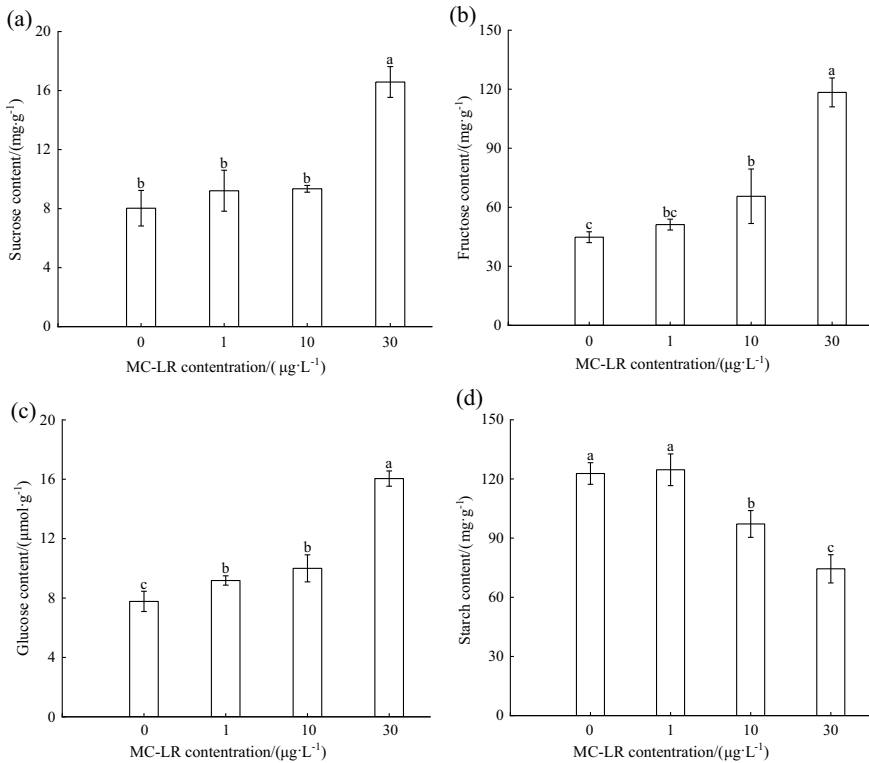 (a)
20
16
12
8
4
0
Sucrose content/(mg·g⁻¹)
b
b
b
a
0 1 10 30
MC-LR contentration/( μg·L⁻¹)
(b)
150
120
90
60
30
0
Fructose content/(mg·g⁻¹)
c
bc
b
a
0 1 10 30
MC-LR contentration/(μg·L⁻¹)
(c)
20
16
12
8
4
0
Glucose content/(μmol·g⁻¹)
c
b
b
a
0 1 10 30
MC-LR contentration/(μg·L⁻¹)
(d)
150
120
90
60
30
0
Starch content/( mg·g⁻¹)
a
a
b
c
0 1 10 30
MC-LR contentration/(μg·L⁻¹)